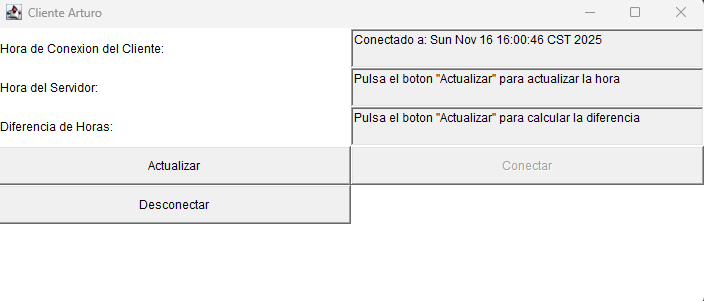 Cliente Arturo
Hora de Conexion del Cliente:
Conectado a: Sun Nov 16 16:00:46 CST 2025
Hora del Servidor:
Pulsa el boton "Actualizar" para actualizar la hora
Diferencia de Horas:
Pulsa el boton "Actualizar" para calcular la diferencia
Actualizar
Conectar
Desconectar